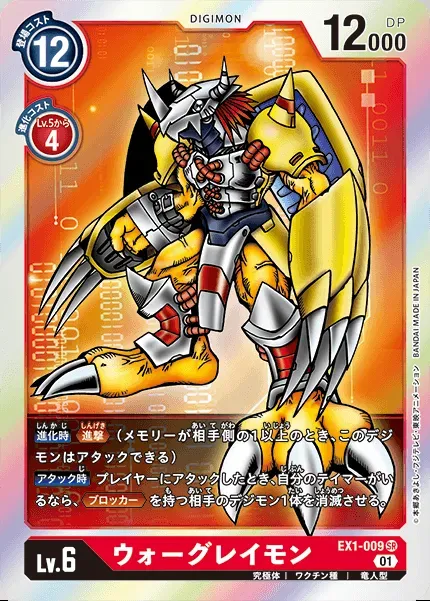 DIGIMON
登場コスト
12
DP
12000
進化コスト
Lv.5から
4
BANDAI MADE IN JAPAN
©本郷あきよし・フジテレビ・東映アニメーション
進化時 進撃 (メモリーが相手側の1以上のとき、このデジ
モンはアタックできる)
アタック時 プレイヤーにアタックしたとき、自分のテイマーがい
るなら、ブロッカー を持つ相手のデジモン1体を消滅させる。
EX1-009 SR
Lv.6
ウォーグレイモン
01
究極体 | ワクチン種 | 竜人型